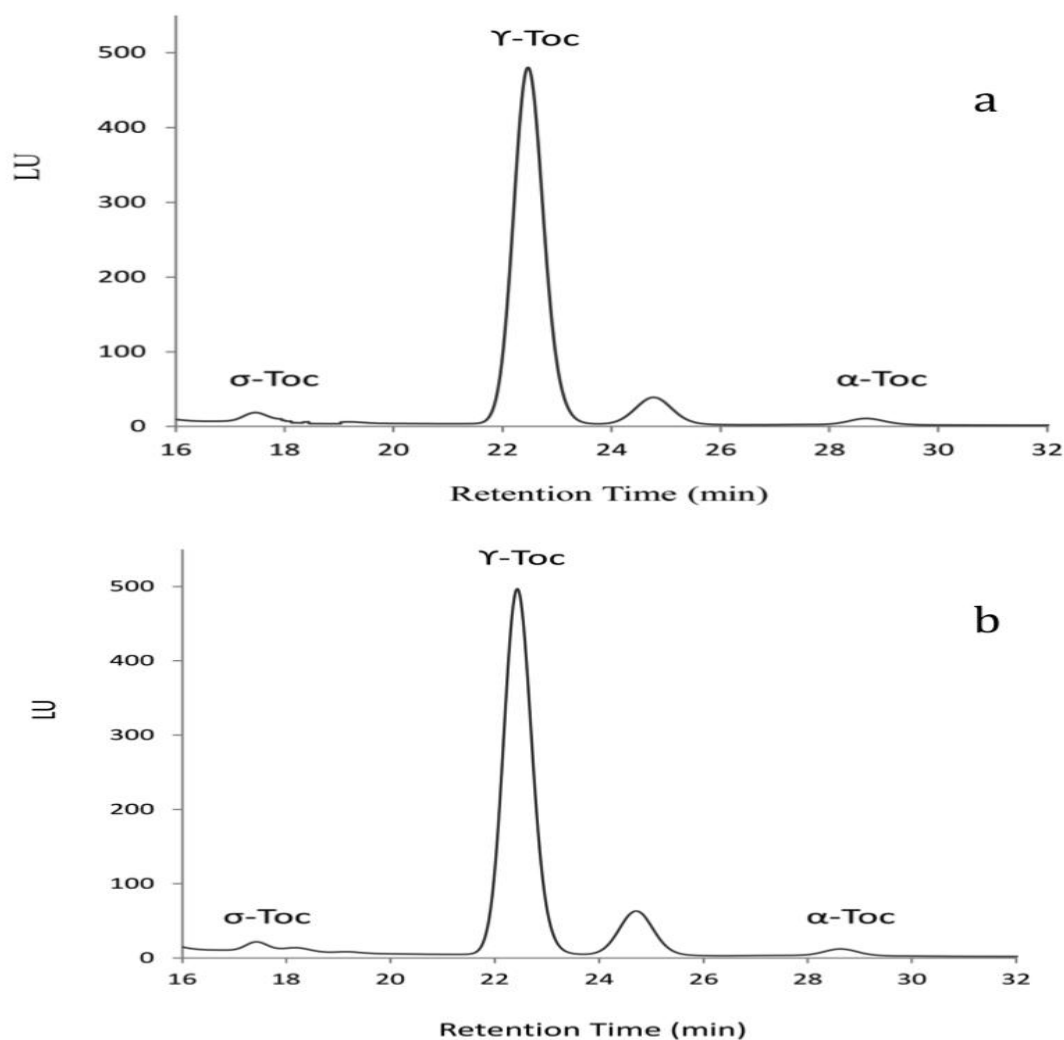 ϒ-Toc
500
a
400
LU
300
200
100
σ-Toc
α-Toc
0
16 18 20 22 24 26 28 30 32
Retention Time (min)
ϒ-Toc
500
b
400
LU
300
200
100
σ-Toc
α-Toc
0
16 18 20 22 24 26 28 30 32
Retention Time (min)